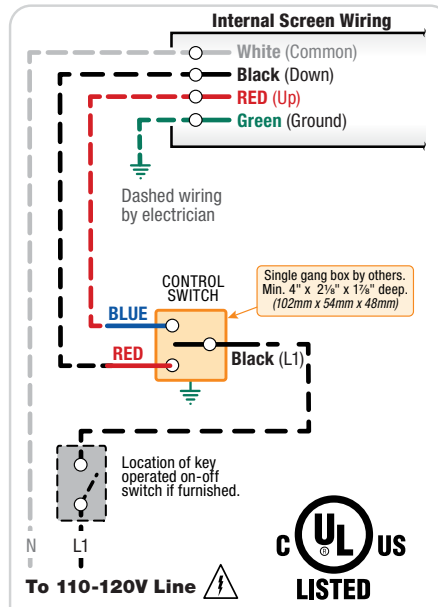 Internal Screen Wiring
White (Common)
Black (Down)
RED (Up)
Green (Ground)
Dashed wiring
by electrician
Single gang box by others.
Min. 4" x 2⅛" x 1⅞" deep.
(102mm x 54mm x 48mm)
CONTROL
SWITCH
BLUE
RED
Black (L1)
Location of key
operated on-off
switch if furnished.
N
L1
To 110-120V Line
C UL ® US
LISTED